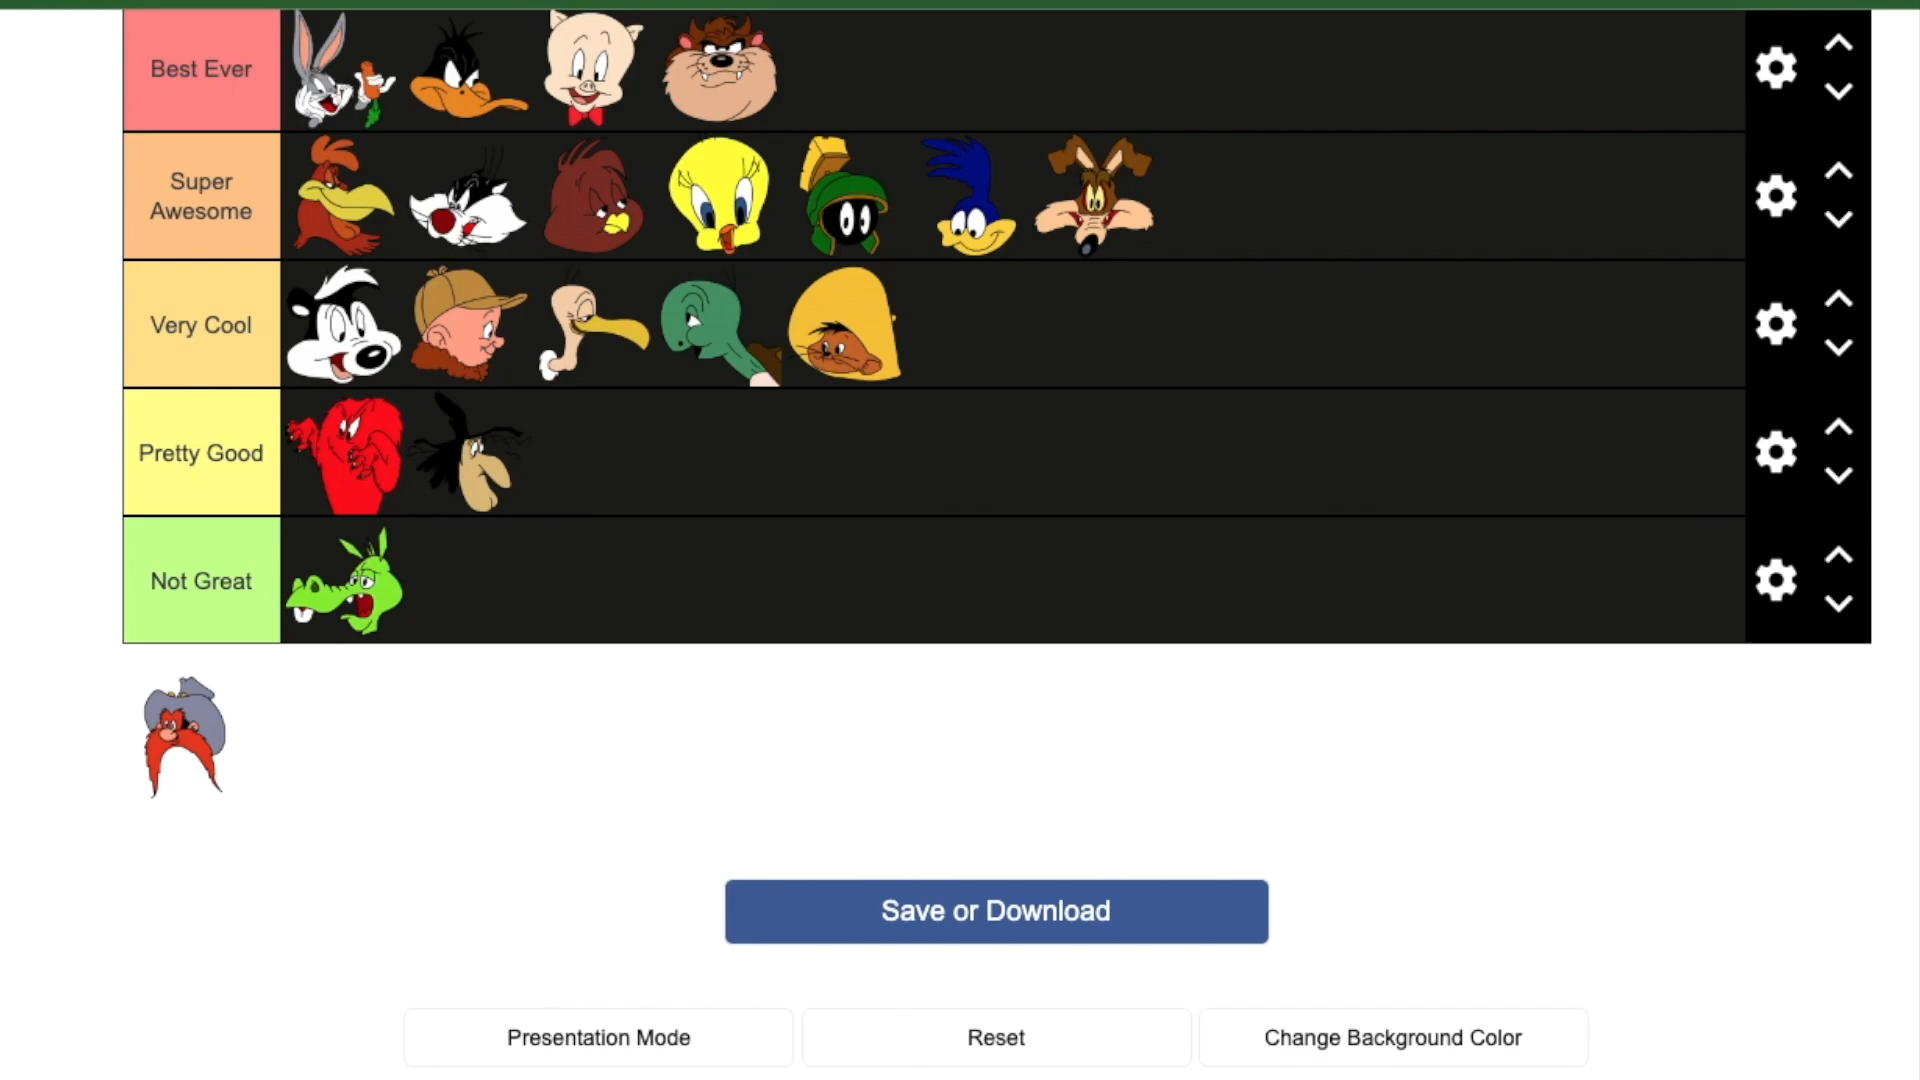 Best Ever
Super
Awesome
Very Cool
Pretty Good
Not Great
Save or Download
Presentation Mode
Reset
Change Background Color